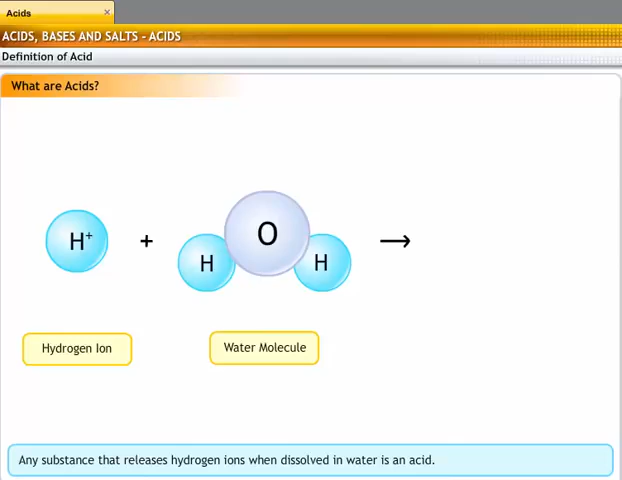 Acids
ACIDS, BASES AND SALTS - ACIDS
Definition of Acid
What are Acids?
H⁺ + H O H →
Hydrogen Ion Water Molecule
Any substance that releases hydrogen ions when dissolved in water is an acid.